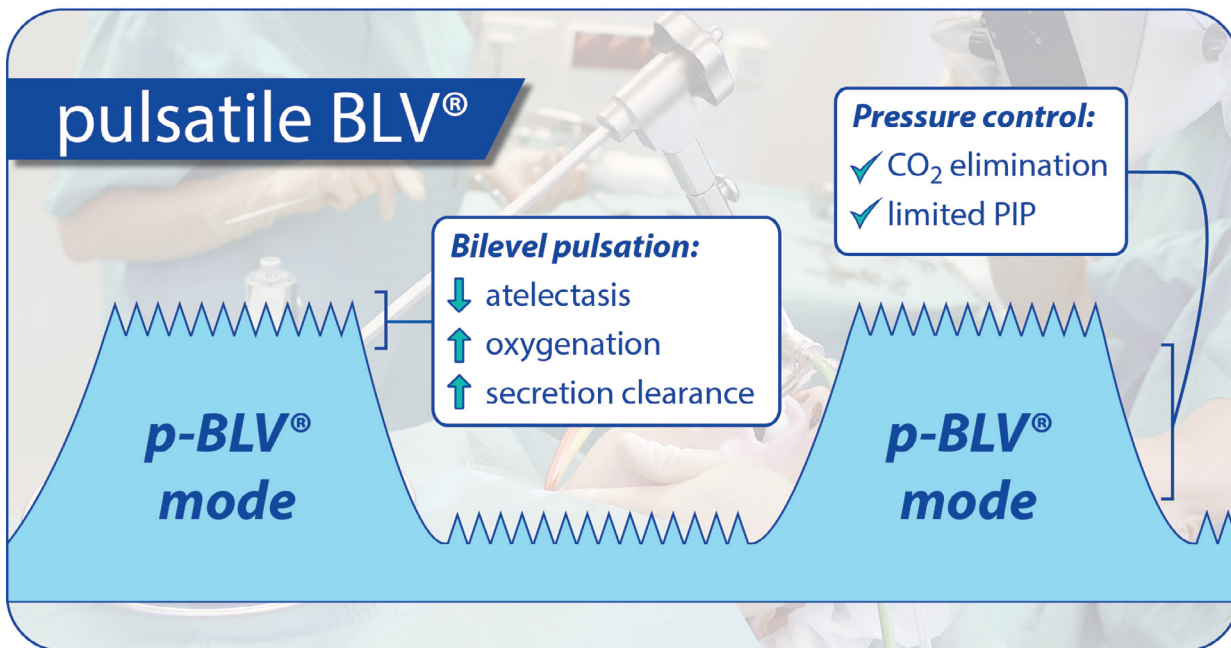 pulsatile BLV®
Bilevel pulsation:
↓ atelectasis
↑ oxygenation
↑ secretion clearance
Pressure control:
✓ CO₂ elimination
✓ limited PIP
p-BLV®
mode
p-BLV®
mode